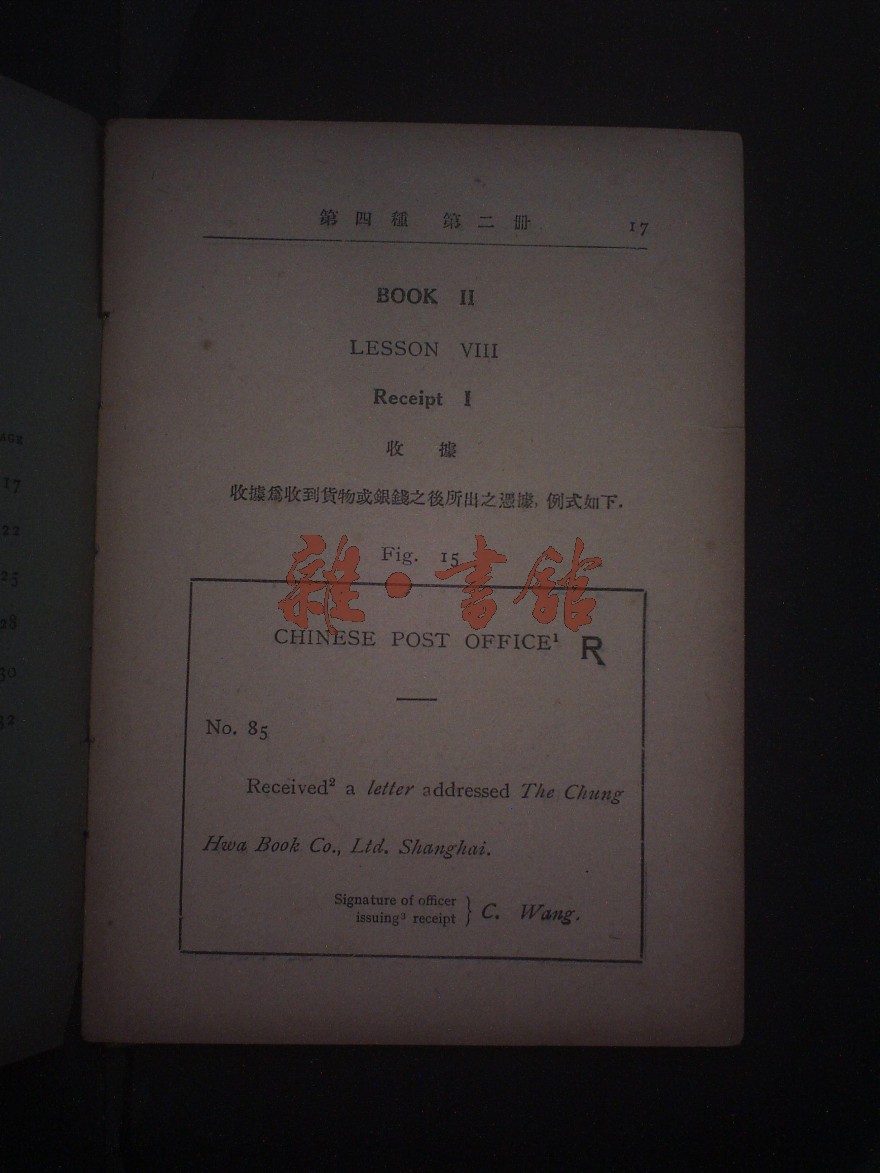 第四種 第二冊 17
BOOK II
LESSON VIII
Receipt I
收據
收據爲收到貨物或銀錢之後所出之憑據,例式如下.
Fig. 15
雜·書館
CHINESE POST OFFICE¹ R
No. 85
Received² a letter addressed The Chung
Hwa Book Co., Ltd. Shanghai.
Signature of officer
issuing³ receipt } C. Wang.
AGE
17
22
25
28
30
32